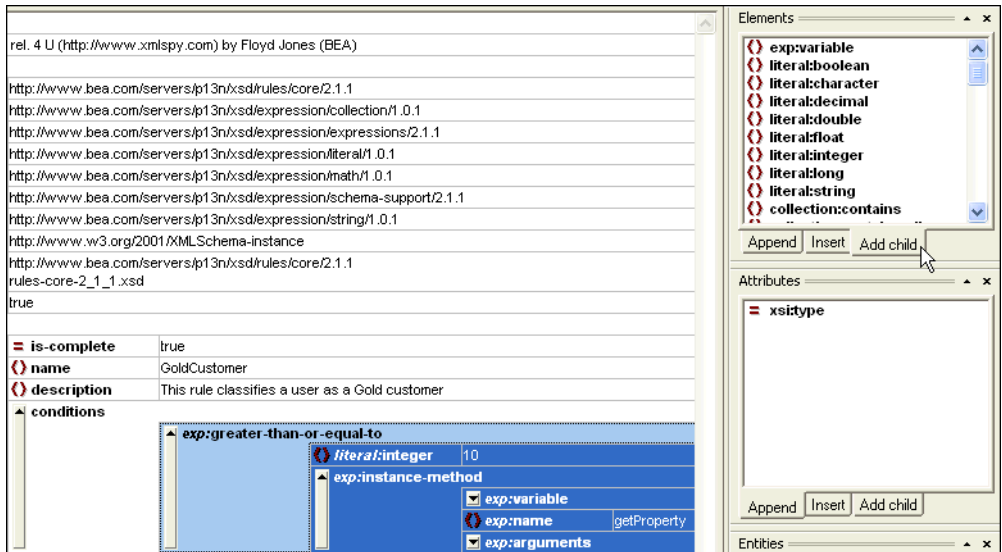 rel. 4 U (http://www.xmlspy.com) by Floyd Jones (BEA)
http://www.bea.com/servers/p13n/xsd/rules/core/2.1.1
http://www.bea.com/servers/p13n/xsd/expression/collection/1.0.1
http://www.bea.com/servers/p13n/xsd/expression/expressions/2.1.1
http://www.bea.com/servers/p13n/xsd/expression/literal/1.0.1
http://www.bea.com/servers/p13n/xsd/expression/math/1.0.1
http://www.bea.com/servers/p13n/xsd/expression/schema-support/2.1.1
http://www.bea.com/servers/p13n/xsd/expression/string/1.0.1
http://www.w3.org/2001/XMLSchema-instance
http://www.bea.com/servers/p13n/xsd/rules/core/2.1.1
rules-core-2_1_1.xsd
true
= is-complete true
() name GoldCustomer
() description This rule classifies a user as a Gold customer
conditions
exp:greater-than-or-equal-to
() literal:integer 10
exp:instance-method
exp:variable
() exp:name getProperty
exp:arguments
Elements
() exp:variable
() literal:boolean
() literal:character
() literal:decimal
() literal:double
() literal:float
() literal:integer
() literal:long
() literal:string
() collection:contains
Append Insert Add child
Attributes
= xsi:type
Append Insert Add child
Entities